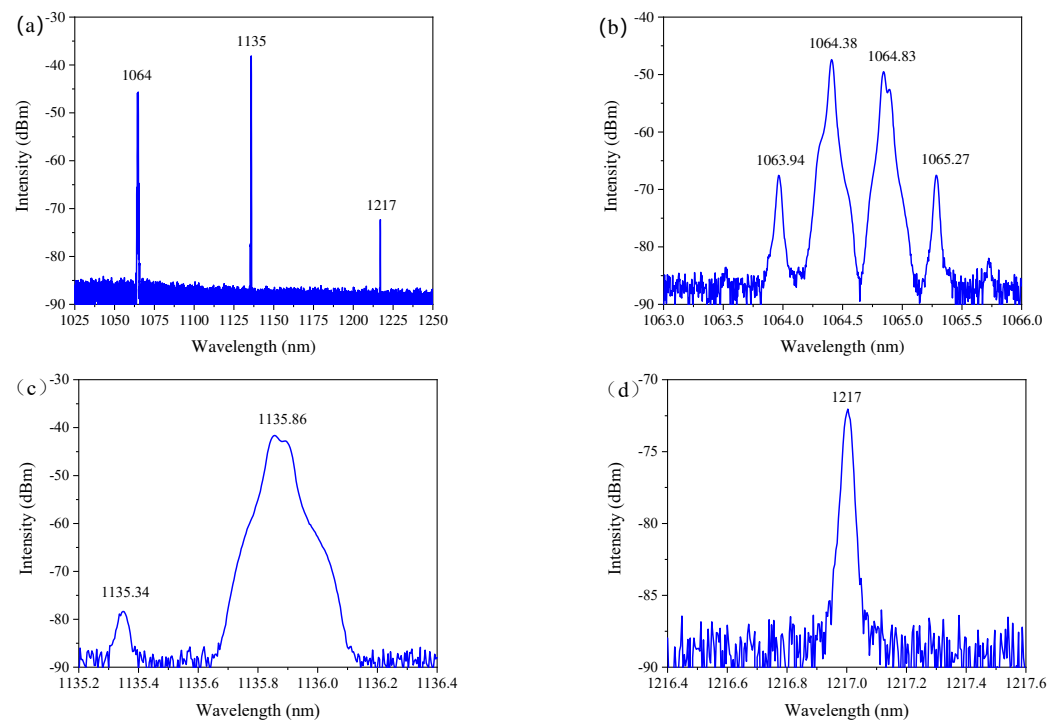 (a)
-30
-40
-50
-60
-70
-80
-90
Intensity (dBm)
1064
1135
1217
1025 1050 1075 1100 1125 1150 1175 1200 1225 1250
Wavelength (nm)
(b)
-40
-50
-60
-70
-80
-90
Intensity (dBm)
1063.94
1064.38
1064.83
1065.27
1063.0 1063.5 1064.0 1064.5 1065.0 1065.5 1066.0
Wavelength (nm)
（c）
-30
-40
-50
-60
-70
-80
-90
Intensity (dBm)
1135.34
1135.86
1135.2 1135.4 1135.6 1135.8 1136.0 1136.2 1136.4
Wavelength (nm)
（d）
-70
-75
-80
-85
-90
Intensity (dBm)
1217
1216.4 1216.6 1216.8 1217.0 1217.2 1217.4 1217.6
Wavelength (nm)